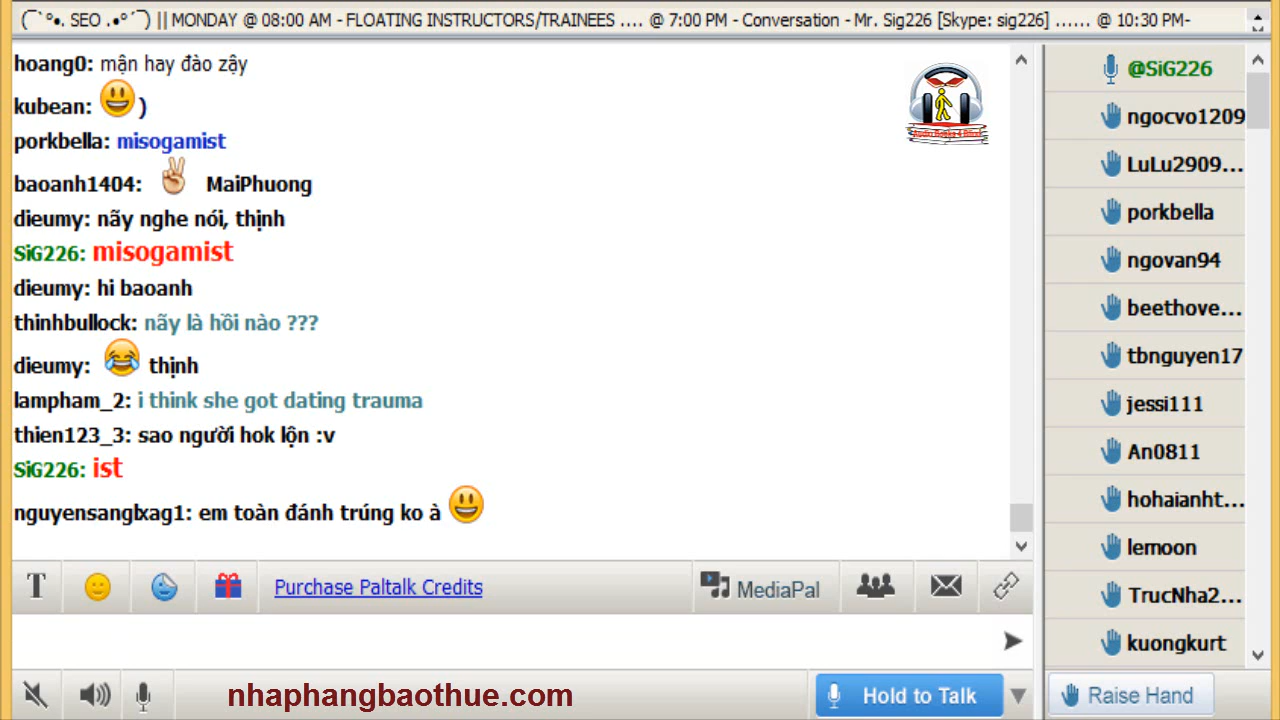 (¯`°•. SEO .•°´¯) || MONDAY @ 08:00 AM - FLOATING INSTRUCTORS/TRAINEES .... @ 7:00 PM - Conversation - Mr. Sig226 [Skype: sig226] ...... @ 10:30 PM-
hoang0: mận hay đào zậy
kubean: 😃 )
porkbella: misogamist
baoanh1404: ✌ MaiPhuong
dieumy: nãy nghe nói, thịnh
SiG226: misogamist
dieumy: hi baoanh
thinhbullock: nãy là hồi nào ???
dieumy: 😂 thịnh
lampham_2: i think she got dating trauma
thien123_3: sao người hok lộn :v
SiG226: ist
nguyensanglxag1: em toàn đánh trúng ko à 😃
@SiG226
ngocvo1209
LuLu2909...
porkbella
ngovan94
beethove...
tbnguyen17
jessi111
An0811
hohaianht...
lemoon
TrucNha2...
kuongkurt
T
Purchase Paltalk Credits
MediaPal
nhaphangbaothue.com
Hold to Talk
Raise Hand